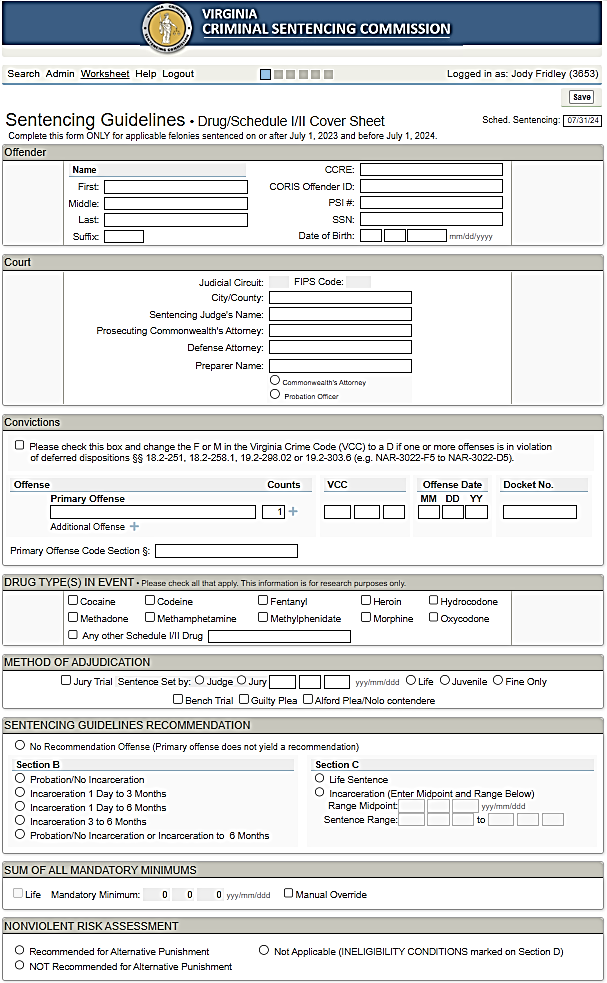 VIRGINIA
CRIMINAL SENTENCING COMMISSION
Search Admin Worksheet Help Logout Logged in as: Jody Fridley (3653)
Save
Sentencing Guidelines • Drug/Schedule I/II Cover Sheet Sched. Sentencing: 07/31/24
Complete this form ONLY for applicable felonies sentenced on or after July 1, 2023 and before July 1, 2024.
Offender
Name CCRE:
First: CORIS Offender ID:
Middle: PSI #:
Last: SSN:
Suffix: Date of Birth: mm/dd/yyyy
Court
Judicial Circuit: FIPS Code:
City/County:
Sentencing Judge's Name:
Prosecuting Commonwealth's Attorney:
Defense Attorney:
Preparer Name:
Commonwealth's Attorney
Probation Officer
Convictions
Please check this box and change the F or M in the Virginia Crime Code (VCC) to a D if one or more offenses is in violation
of deferred dispositions §§ 18.2-251, 18.2-258.1, 19.2-298.02 or 19.2-303.6 (e.g. NAR-3022-F5 to NAR-3022-D5).
Offense Counts VCC Offense Date Docket No.
Primary Offense MM DD YY
1 +
Additional Offense +
Primary Offense Code Section §:
DRUG TYPE(S) IN EVENT • Please check all that apply. This information is for research purposes only.
Cocaine Codeine Fentanyl Heroin Hydrocodone
Methadone Methamphetamine Methylphenidate Morphine Oxycodone
Any other Schedule I/II Drug
METHOD OF ADJUDICATION
Jury Trial Sentence Set by: Judge Jury yyy/mm/ddd Life Juvenile Fine Only
Bench Trial Guilty Plea Alford Plea/Nolo contendere
SENTENCING GUIDELINES RECOMMENDATION
No Recommendation Offense (Primary offense does not yield a recommendation)
Section B Section C
Probation/No Incarceration Life Sentence
Incarceration 1 Day to 3 Months Incarceration (Enter Midpoint and Range Below)
Incarceration 1 Day to 6 Months Range Midpoint: yyy/mm/ddd
Incarceration 3 to 6 Months Sentence Range: to
Probation/No Incarceration or Incarceration to 6 Months
SUM OF ALL MANDATORY MINIMUMS
Life Mandatory Minimum: 0 0 0 yyy/mm/ddd Manual Override
NONVIOLENT RISK ASSESSMENT
Recommended for Alternative Punishment Not Applicable (INELIGIBILITY CONDITIONS marked on Section D)
NOT Recommended for Alternative Punishment